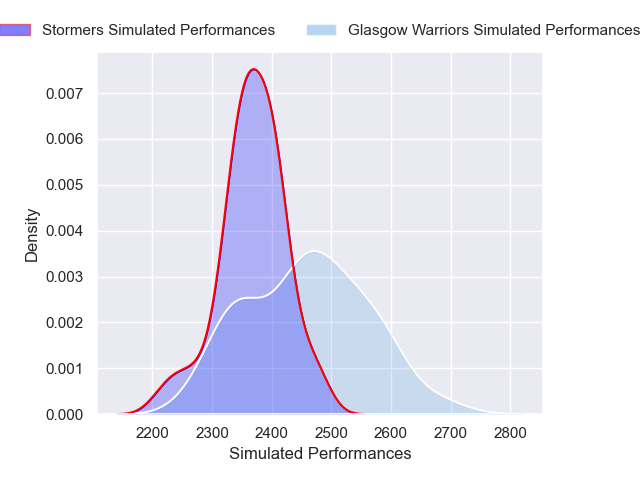 Stormers Simulated Performances
Glasgow Warriors Simulated Performances
0.007
0.006
0.005
0.004
0.003
0.002
0.001
0.000
Density
2200 2300 2400 2500 2600 2700 2800
Simulated Performances